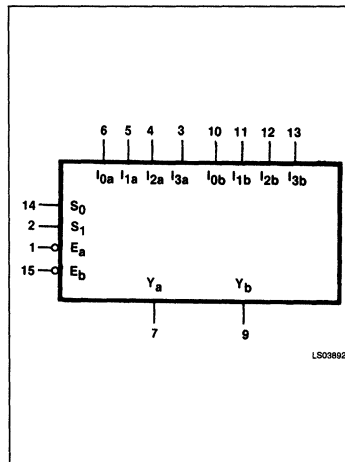 6 5 4 3 10 11 12 13
I0a I1a I2a I3a I0b I1b I2b I3b
14 S0
2 S1
1 Ea
15 Eb
Ya Yb
7 9
LS03892